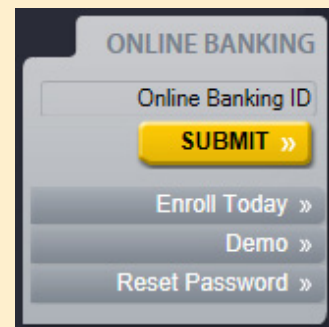 ONLINE BANKING
Online Banking ID
SUBMIT »
Enroll Today »
Demo »
Reset Password »